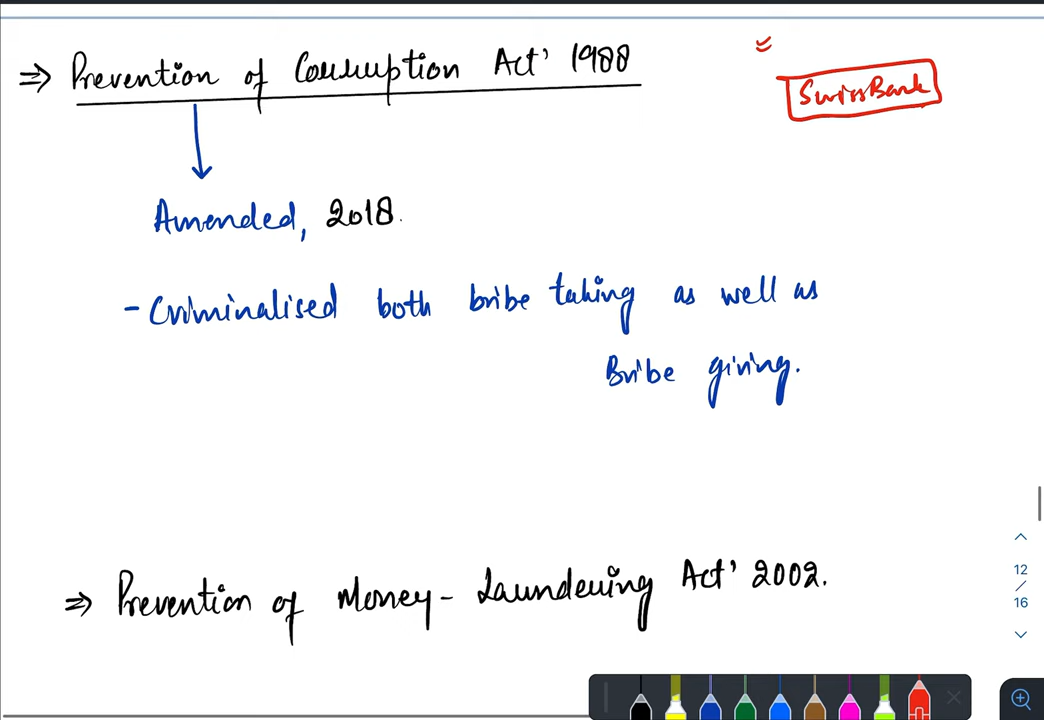 ⇒ Prevention of Corruption Act' 1988
SwissBank
Amended, 2018.
- Criminalised both bribe taking as well as
Bribe giving.
⇒ Prevention of Money - Laundering Act' 2002.
12
/
16